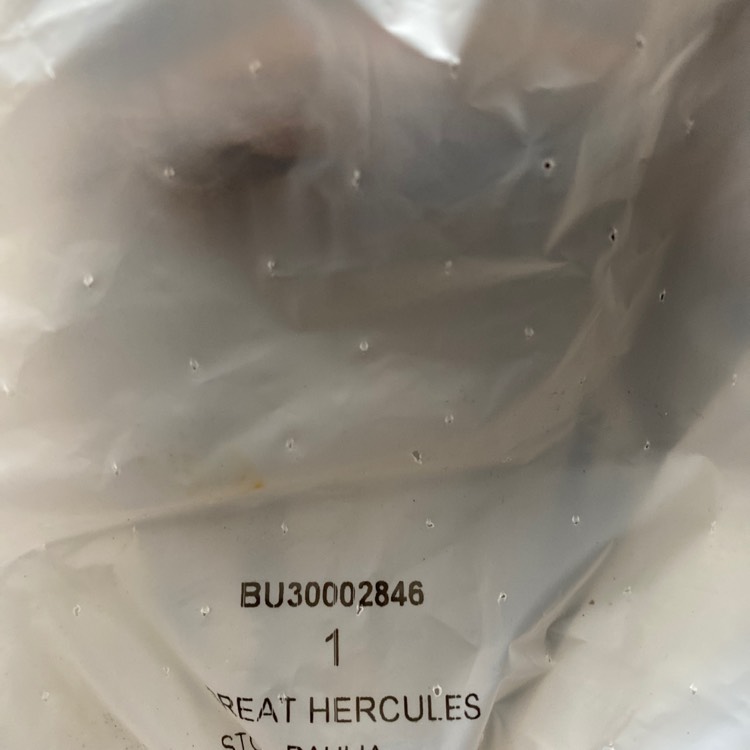 BU30002846
1
REAT HERCULES